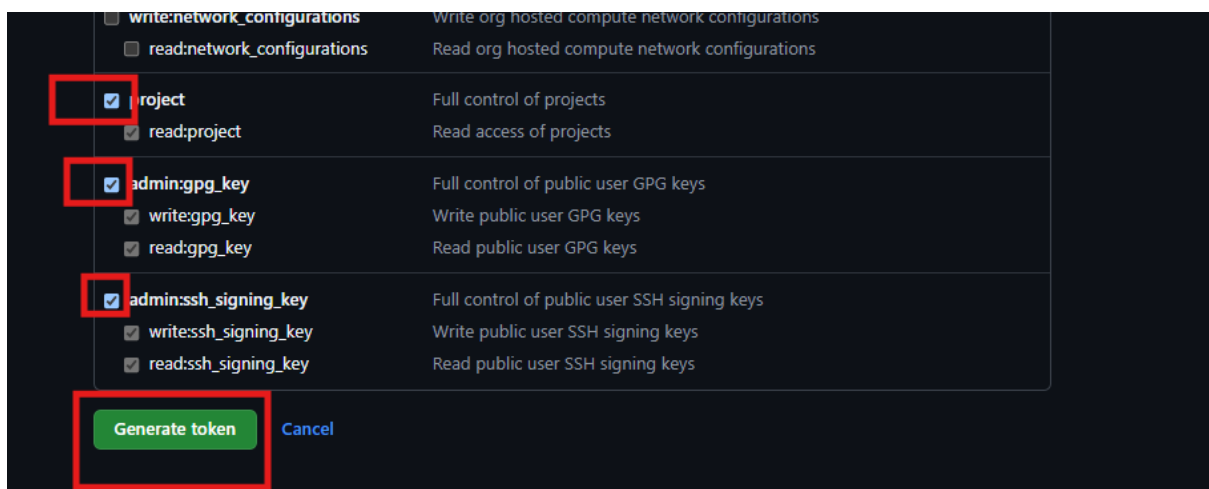 write:network_configurations Write org hosted compute network configurations
read:network_configurations Read org hosted compute network configurations
project Full control of projects
read:project Read access of projects
admin:gpg_key Full control of public user GPG keys
write:gpg_key Write public user GPG keys
read:gpg_key Read public user GPG keys
admin:ssh_signing_key Full control of public user SSH signing keys
write:ssh_signing_key Write public user SSH signing keys
read:ssh_signing_key Read public user SSH signing keys
Generate token Cancel